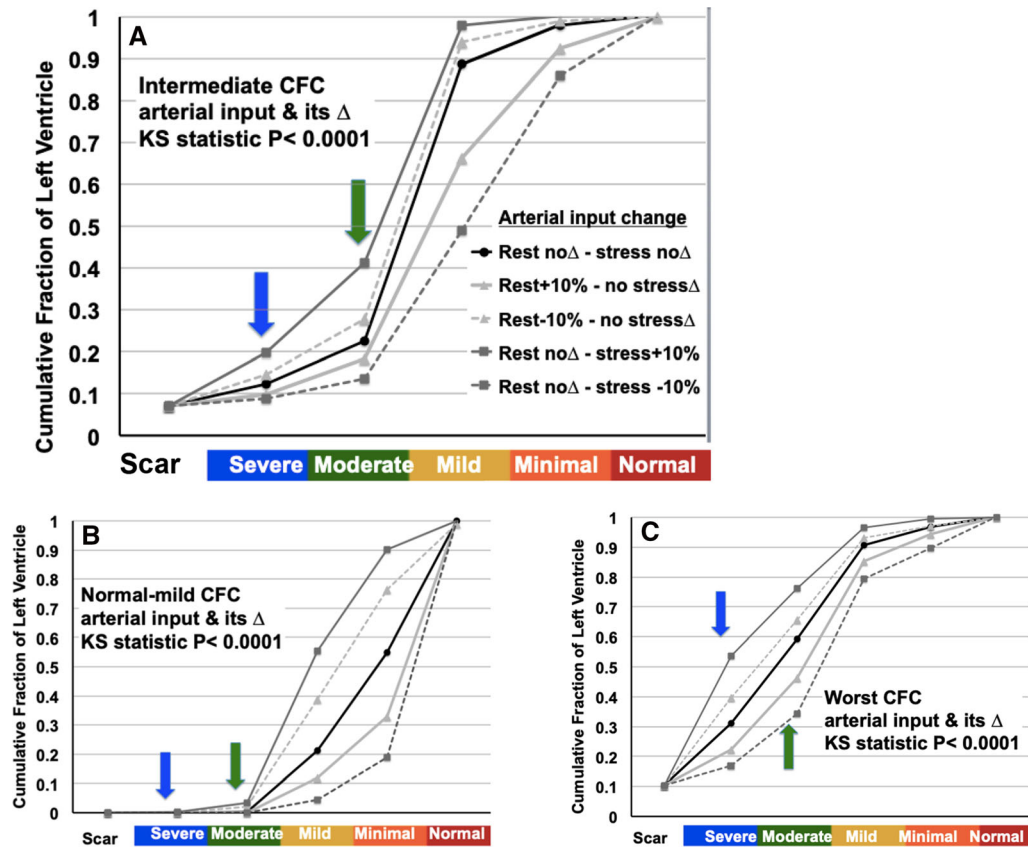 A
Intermediate CFC
arterial input & its Δ
KS statistic P< 0.0001
Cumulative Fraction of Left Ventricle
1
0.9
0.8
0.7
0.6
0.5
0.4
0.3
0.2
0.1
0
Arterial input change
Rest noΔ - stress noΔ
Rest+10% - no stressΔ
Rest-10% - no stressΔ
Rest noΔ - stress+10%
Rest noΔ - stress -10%
Scar Severe Moderate Mild Minimal Normal
B
Normal-mild CFC
arterial input & its Δ
KS statistic P< 0.0001
Cumulative Fraction of Left Ventricle
1
0.9
0.8
0.7
0.6
0.5
0.4
0.3
0.2
0.1
0
Scar Severe Moderate Mild Minimal Normal
C
Worst CFC
arterial input & its Δ
KS statistic P< 0.0001
Cumulative Fraction of Left Ventricle
1
0.9
0.8
0.7
0.6
0.5
0.4
0.3
0.2
0.1
0
Scar Severe Moderate Mild Minimal Normal